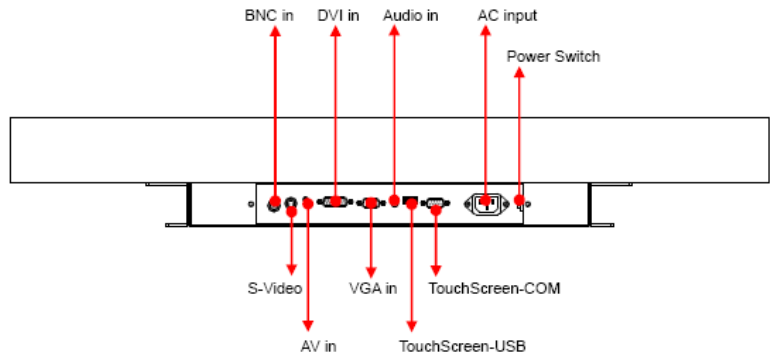 BNC in
DVI in
Audio in
AC input
Power Switch
S-Video
VGA in
TouchScreen-COM
AV in
TouchScreen-USB